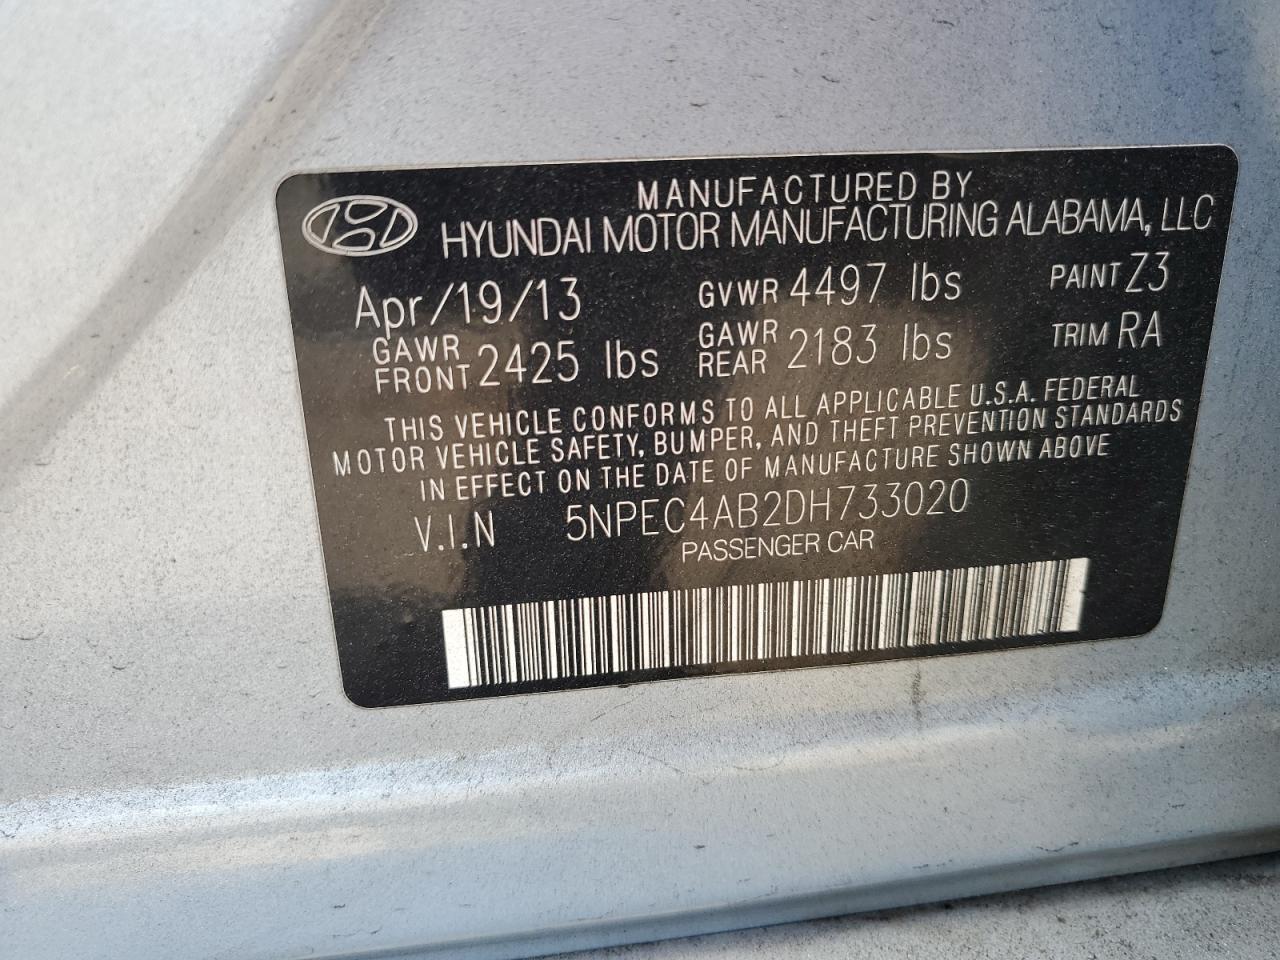 MANUFACTURED BY
HYUNDAI MOTOR MANUFACTURING ALABAMA, LLC
Apr/19/13 GVWR 4497 lbs PAINT Z3
GAWR FRONT 2425 lbs GAWR REAR 2183 lbs TRIM RA
THIS VEHICLE CONFORMS TO ALL APPLICABLE U.S.A. FEDERAL
MOTOR VEHICLE SAFETY, BUMPER, AND THEFT PREVENTION STANDARDS
IN EFFECT ON THE DATE OF MANUFACTURE SHOWN ABOVE
V.I.N 5NPEC4AB2DH733020
PASSENGER CAR